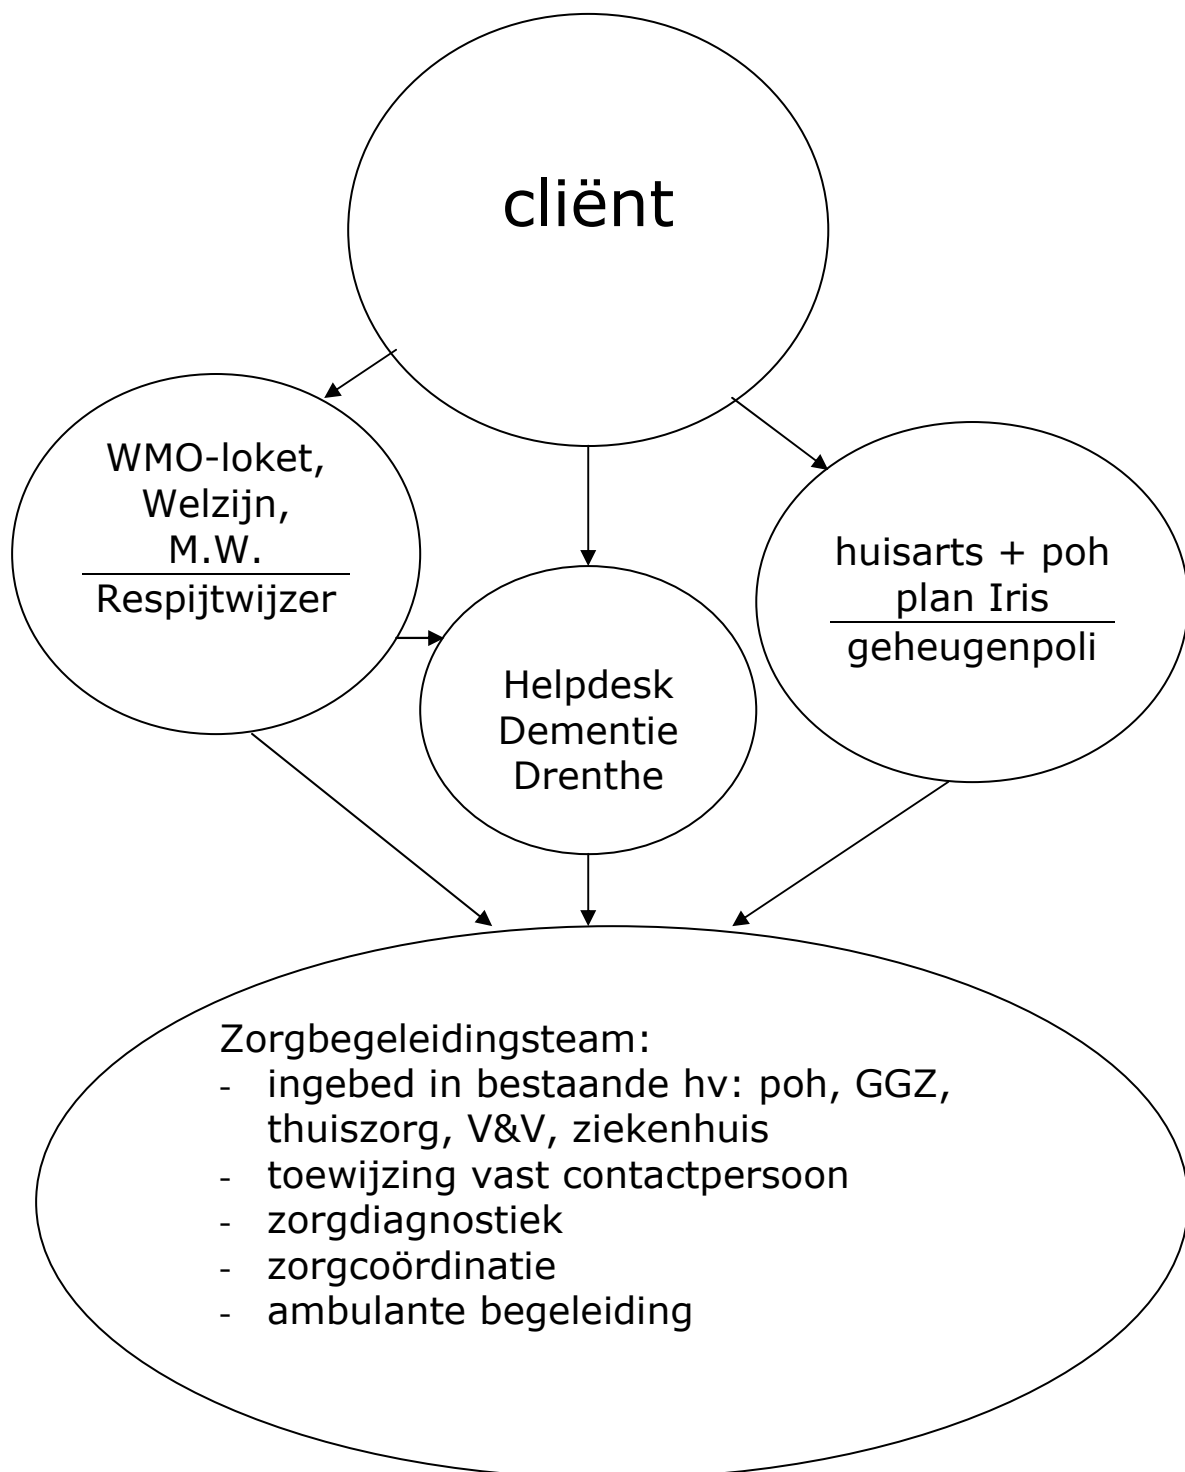 cliënt
WMO-loket,
Welzijn,
M.W.
Respijtwijzer
huisarts + poh
plan Iris
geheugenpoli
Helpdesk
Dementie
Drenthe
Zorgbegeleidingsteam:
- ingebed in bestaande hv: poh, GGZ,
thuiszorg, V&V, ziekenhuis
- toewijzing vast contactpersoon
- zorgdiagnostiek
- zorgcoördinatie
- ambulante begeleiding